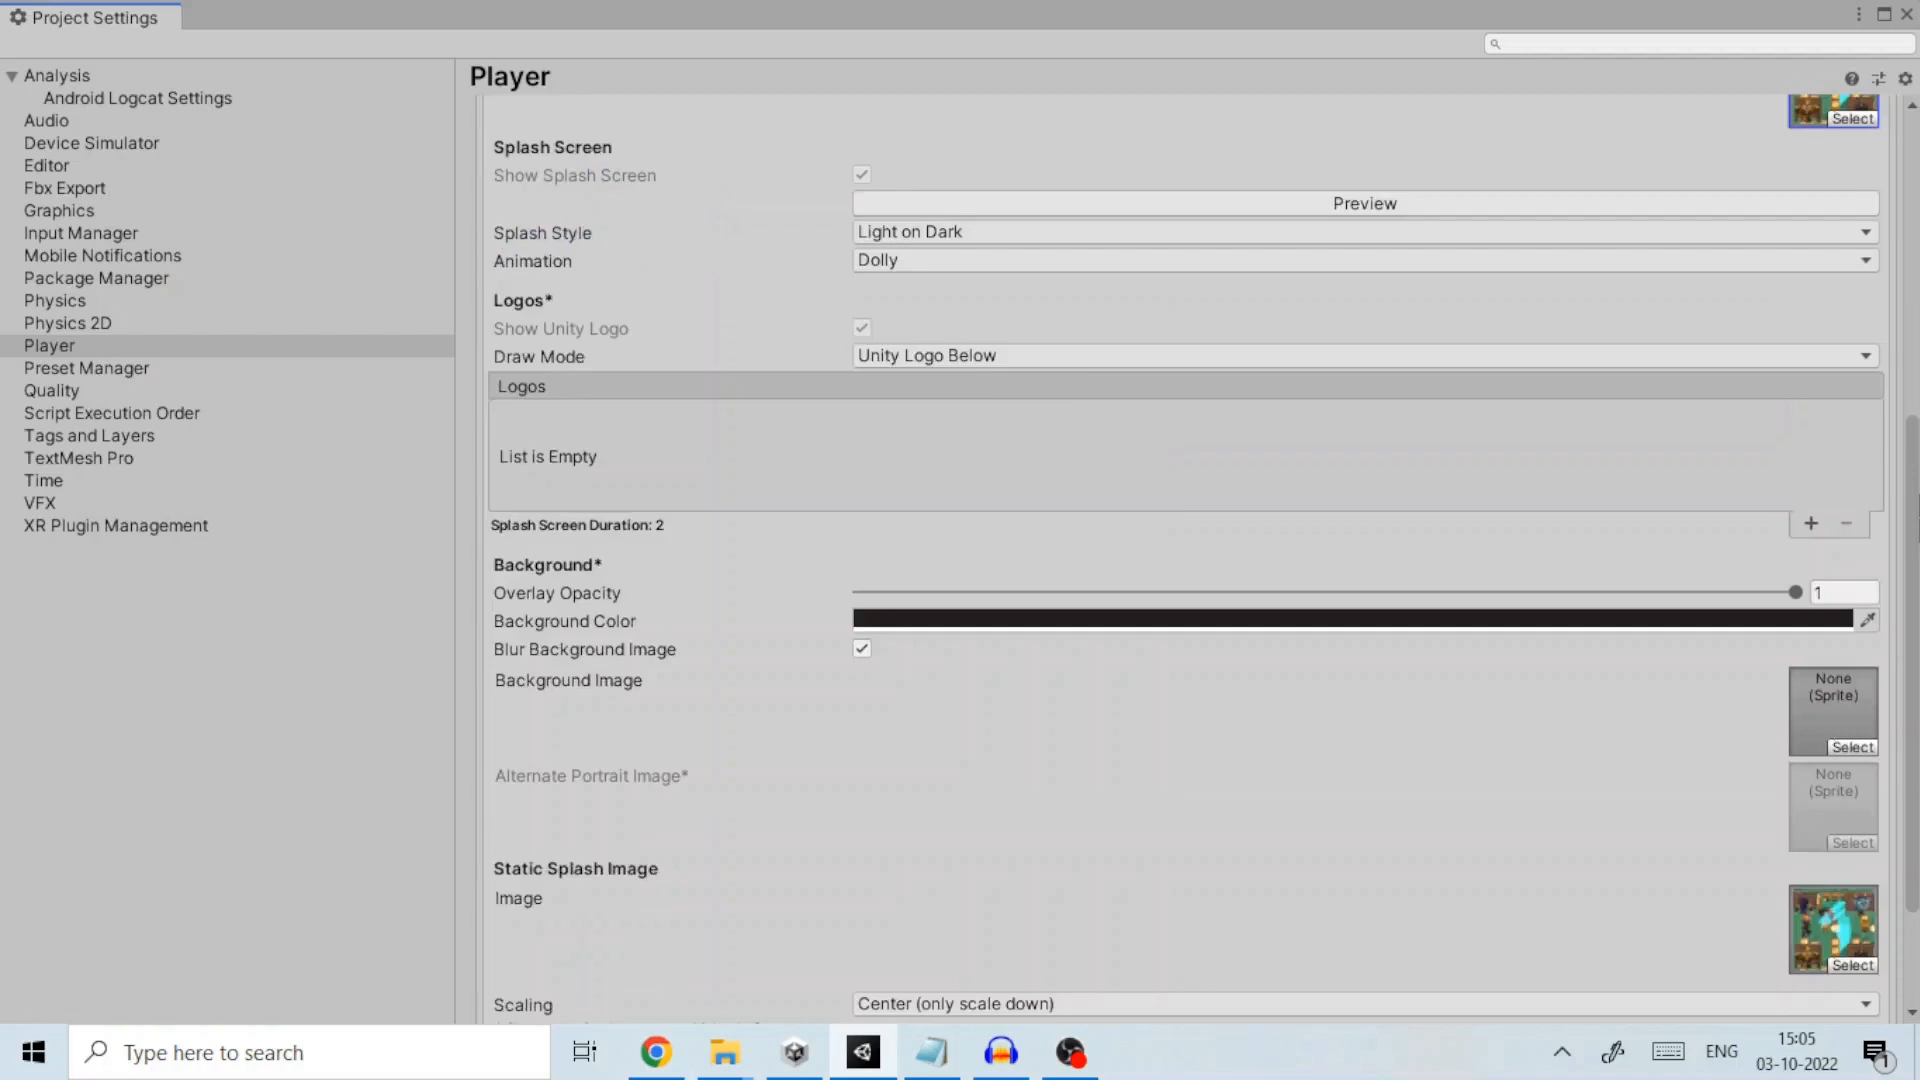 Project Settings
Analysis
Android Logcat Settings
Audio
Device Simulator
Editor
Fbx Export
Graphics
Input Manager
Mobile Notifications
Package Manager
Physics
Physics 2D
Player
Preset Manager
Quality
Script Execution Order
Tags and Layers
TextMesh Pro
Time
VFX
XR Plugin Management
Player
Select
Splash Screen
Show Splash Screen
Preview
Splash Style Light on Dark
Animation Dolly
Logos*
Show Unity Logo
Draw Mode Unity Logo Below
Logos
List is Empty
Splash Screen Duration: 2
Background*
Overlay Opacity 1
Background Color
Blur Background Image
Background Image None
(Sprite)
Select
Alternate Portrait Image* None
(Sprite)
Select
Static Splash Image
Image
Select
Scaling Center (only scale down)
Type here to search
ENG
15:05
03-10-2022
1